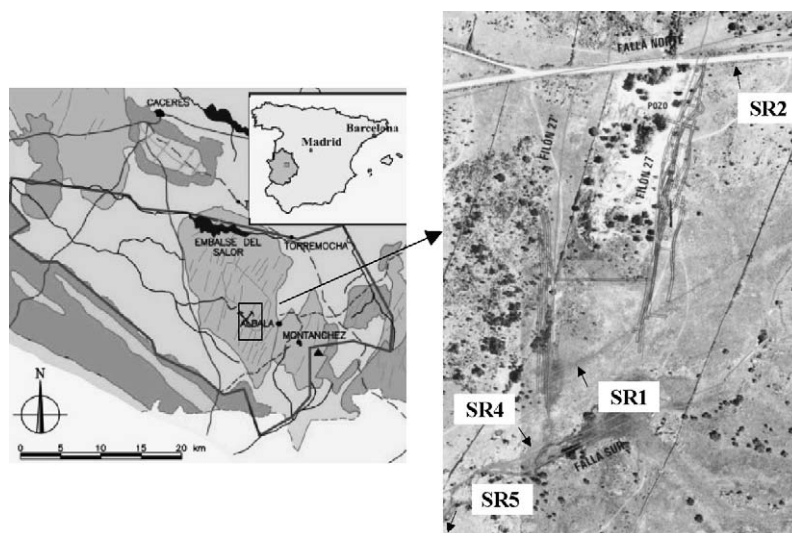 CACERES
Barcelona
Madrid
EMBALSE DEL
SALOR
TORREMOCHA
ALBALA
MONTANCHEZ
N
0 5 10 15 20
km
FALLA NORTE
SR2
POZO
FILON 27'
FILON 27
SR1
SR4
FALLA SUR
SR5